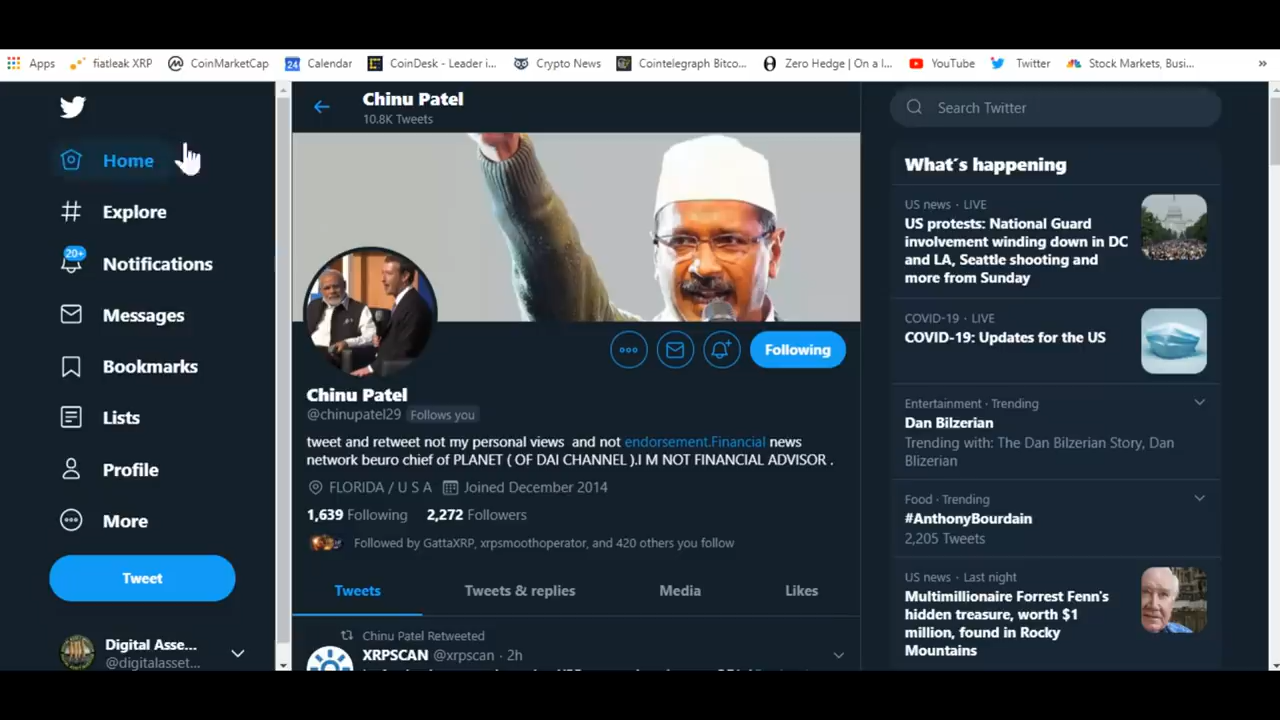 Apps
fiatleak XRP
CoinMarketCap
24
Calendar
CoinDesk - Leader i...
Crypto News
Cointelegraph Bitco...
Zero Hedge | On a l...
YouTube
Twitter
Stock Markets, Busi...
»
Home
Explore
20+
Notifications
Messages
Bookmarks
Lists
Profile
More
Tweet
Digital Asse...
@digitalasset...
Chinu Patel
10.8K Tweets
Following
Chinu Patel
@chinupatel29 Follows you
tweet and retweet not my personal views and not endorsement.Financial news
network beuro chief of PLANET ( OF DAI CHANNEL ).I M NOT FINANCIAL ADVISOR .
FLORIDA / U S A Joined December 2014
1,639 Following 2,272 Followers
Followed by GattaXRP, xrpsmoothoperator, and 420 others you follow
Tweets Tweets & replies Media Likes
Chinu Patel Retweeted
XRPSCAN @xrpscan · 2h
Search Twitter
What´s happening
US news · LIVE
US protests: National Guard
involvement winding down in DC
and LA, Seattle shooting and
more from Sunday
COVID-19 · LIVE
COVID-19: Updates for the US
Entertainment · Trending
Dan Bilzerian
Trending with: The Dan Bilzerian Story, Dan
Bilzerian
Food · Trending
#AnthonyBourdain
2,205 Tweets
US news · Last night
Multimillionaire Forrest Fenn's
hidden treasure, worth $1
million, found in Rocky
Mountains